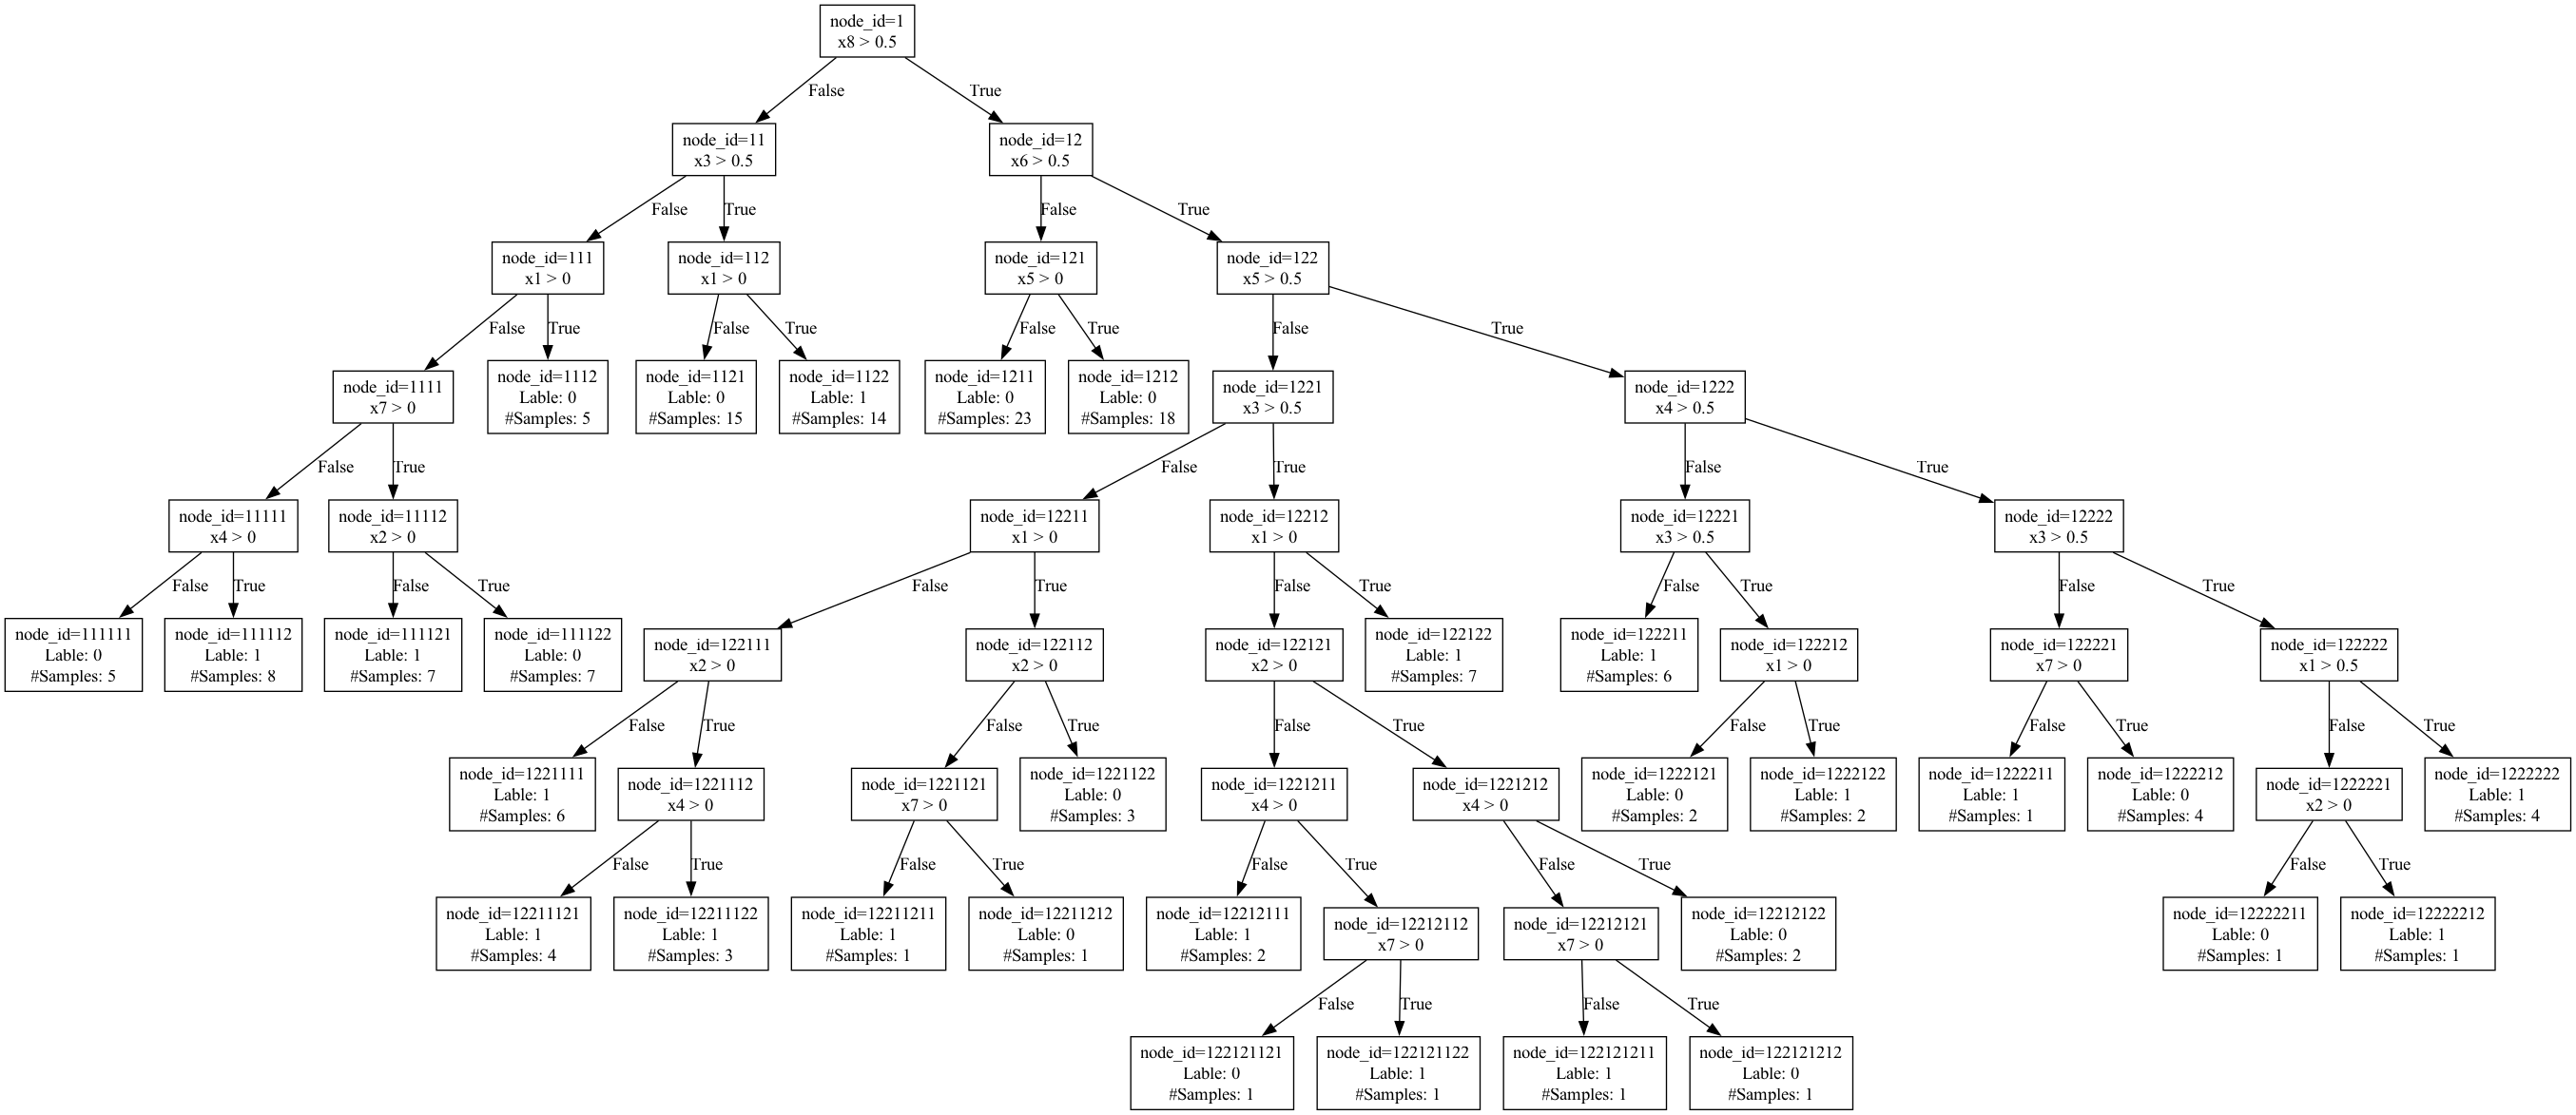 node_id=1
x8 > 0.5
False
True
node_id=11
x3 > 0.5
node_id=12
x6 > 0.5
False
True
False
True
node_id=111
x1 > 0
node_id=112
x1 > 0
node_id=121
x5 > 0
node_id=122
x5 > 0.5
False
True
False
True
False
True
False
True
node_id=1111
x7 > 0
node_id=1112
Lable: 0
#Samples: 5
node_id=1121
Lable: 0
#Samples: 15
node_id=1122
Lable: 1
#Samples: 14
node_id=1211
Lable: 0
#Samples: 23
node_id=1212
Lable: 0
#Samples: 18
node_id=1221
x3 > 0.5
node_id=1222
x4 > 0.5
False
True
False
True
False
True
node_id=11111
x4 > 0
node_id=11112
x2 > 0
node_id=12211
x1 > 0
node_id=12212
x1 > 0
node_id=12221
x3 > 0.5
node_id=12222
x3 > 0.5
False
True
False
True
False
True
False
True
False
True
False
True
node_id=111111
Lable: 0
#Samples: 5
node_id=111112
Lable: 1
#Samples: 8
node_id=111121
Lable: 1
#Samples: 7
node_id=111122
Lable: 0
#Samples: 7
node_id=122111
x2 > 0
node_id=122112
x2 > 0
node_id=122121
x2 > 0
node_id=122122
Lable: 1
#Samples: 7
node_id=122211
Lable: 1
#Samples: 6
node_id=122212
x1 > 0
node_id=122221
x7 > 0
node_id=122222
x1 > 0.5
False
True
False
True
False
True
False
True
False
True
False
True
node_id=1221111
Lable: 1
#Samples: 6
node_id=1221112
x4 > 0
node_id=1221121
x7 > 0
node_id=1221122
Lable: 0
#Samples: 3
node_id=1221211
x4 > 0
node_id=1221212
x4 > 0
node_id=1222121
Lable: 0
#Samples: 2
node_id=1222122
Lable: 1
#Samples: 2
node_id=1222211
Lable: 1
#Samples: 1
node_id=1222212
Lable: 0
#Samples: 4
node_id=1222221
x2 > 0
node_id=1222222
Lable: 1
#Samples: 4
False
True
False
True
False
True
False
True
False
True
node_id=12211121
Lable: 1
#Samples: 4
node_id=12211122
Lable: 1
#Samples: 3
node_id=12211211
Lable: 1
#Samples: 1
node_id=12211212
Lable: 0
#Samples: 1
node_id=12212111
Lable: 1
#Samples: 2
node_id=12212112
x7 > 0
node_id=12212121
x7 > 0
node_id=12212122
Lable: 0
#Samples: 2
node_id=12222211
Lable: 0
#Samples: 1
node_id=12222212
Lable: 1
#Samples: 1
False
True
False
True
node_id=122121121
Lable: 0
#Samples: 1
node_id=122121122
Lable: 1
#Samples: 1
node_id=122121211
Lable: 1
#Samples: 1
node_id=122121212
Lable: 0
#Samples: 1